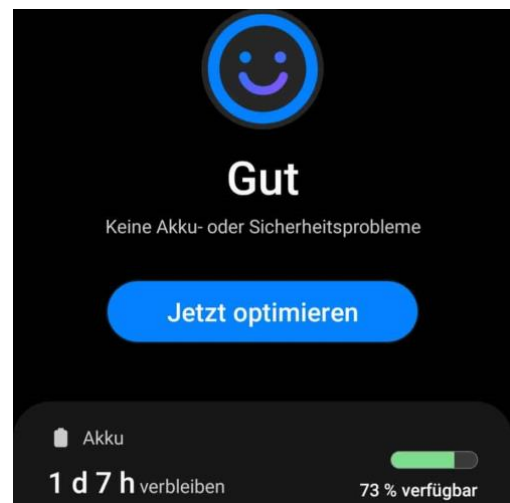 Gut
Keine Akku- oder Sicherheitsprobleme
Jetzt optimieren
Akku
1 d 7 h verbleiben
73 % verfügbar